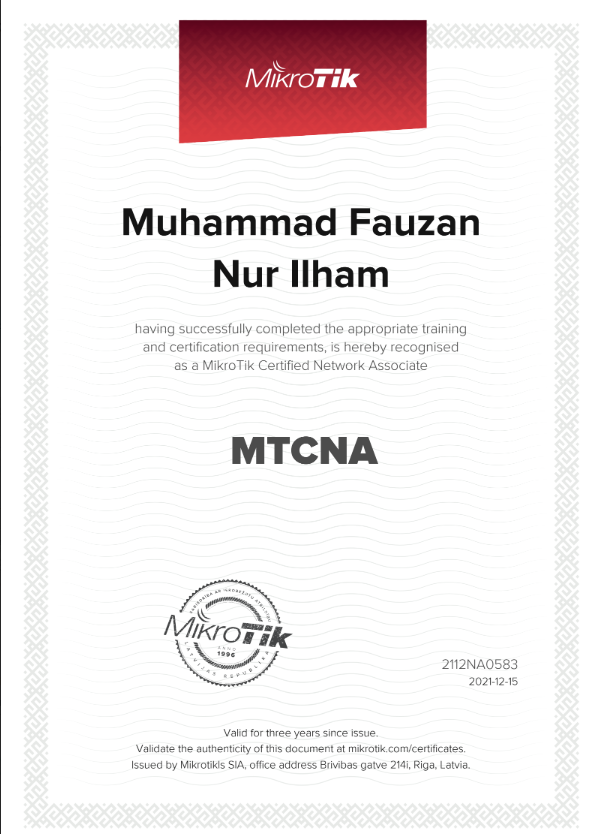 MikroTik
Muhammad Fauzan
Nur Ilham
having successfully completed the appropriate training
and certification requirements, is hereby recognised
as a MikroTik Certified Network Associate
MTCNA
MikroTik
1996
LATVIJAS REPUBLIKA
2112NA0583
2021-12-15
Valid for three years since issue.
Validate the authenticity of this document at mikrotik.com/certificates.
Issued by Mikrotikls SIA, office address Brivibas gatve 214i, Riga, Latvia.